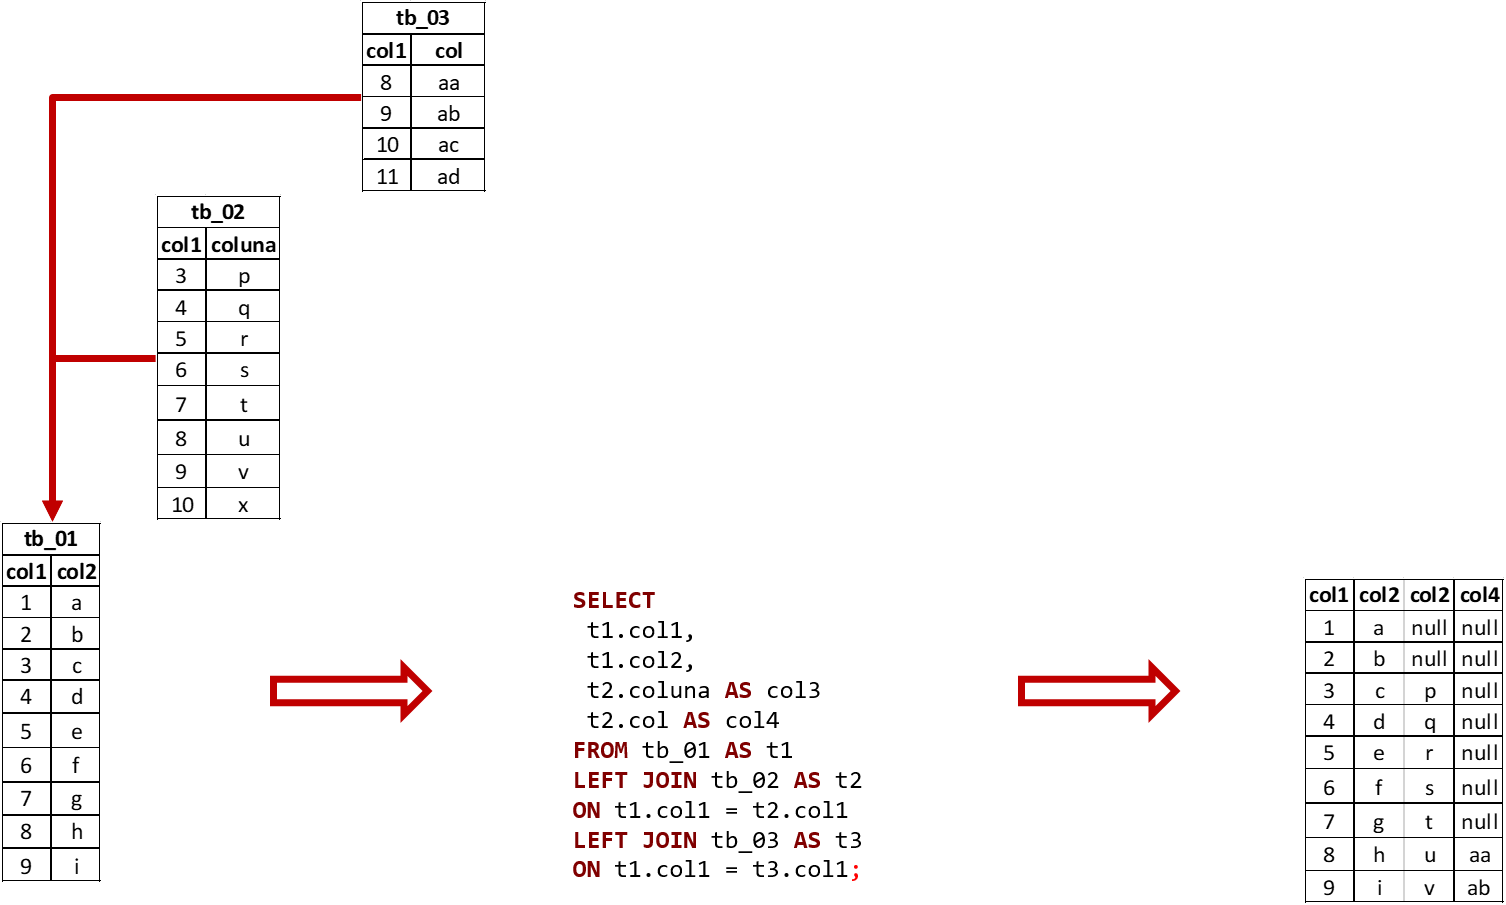 tb_03
col1 col
8 aa
9 ab
10 ac
11 ad
tb_02
col1 coluna
3 p
4 q
5 r
6 s
7 t
8 u
9 v
10 x
tb_01
col1 col2
1 a
2 b
3 c
4 d
5 e
6 f
7 g
8 h
9 i
SELECT
t1.col1,
t1.col2,
t2.coluna AS col3
t2.col AS col4
FROM tb_01 AS t1
LEFT JOIN tb_02 AS t2
ON t1.col1 = t2.col1
LEFT JOIN tb_03 AS t3
ON t1.col1 = t3.col1;
col1 col2 col2 col4
1 a null null
2 b null null
3 c p null
4 d q null
5 e r null
6 f s null
7 g t null
8 h u aa
9 i v ab